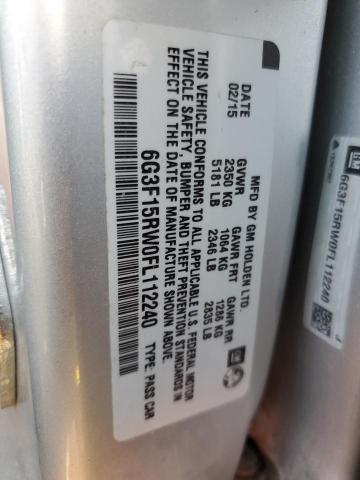 MFD BY GM HOLDEN LTD.
DATE GVWR GAWR FRT GAWR RR
02/15 2350 KG 1064 KG 1286 KG
5181 LB 2346 LB 2835 LB
THIS VEHICLE CONFORMS TO ALL APPLICABLE U.S. FEDERAL MOTOR
VEHICLE SAFETY, BUMPER AND THEFT PREVENTION STANDARDS IN
EFFECT ON THE DATE OF MANUFACTURE SHOWN ABOVE.
6G3F15RW0FL112240 TYPE: PASS CAR
GM
GM
6G3F15RW0FL112240